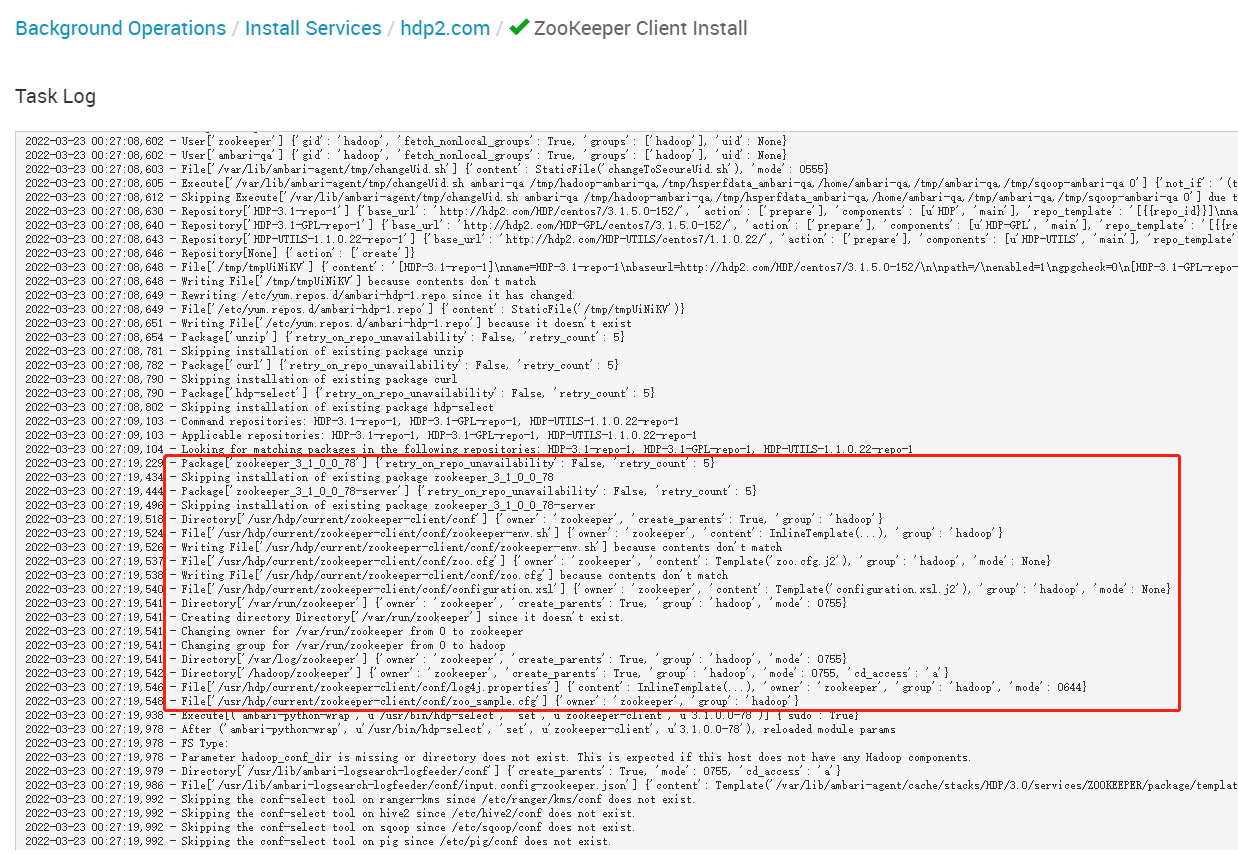 Background Operations / Install Services / hdp2.com / ZooKeeper Client Install
Task Log
2022-03-23 00:27:08,602 - User['zookeeper'] {'gid': 'hadoop', 'fetch_nonlocal_groups': True, 'groups': ['hadoop'], 'uid': None}
2022-03-23 00:27:08,602 - User['ambari-qa'] {'gid': 'hadoop', 'fetch_nonlocal_groups': True, 'groups': ['hadoop'], 'uid': None}
2022-03-23 00:27:08,603 - File['/var/lib/ambari-agent/tmp/changeUid.sh'] {'content': StaticFile('changeToSecureUid.sh'), 'mode': 0555}
2022-03-23 00:27:08,605 - Execute['/var/lib/ambari-agent/tmp/changeUid.sh ambari-qa /tmp/hadoop-ambari-qa,/tmp/hsperfdata_ambari-qa,/home/ambari-qa,/tmp/ambari-qa,/tmp/sqoop-ambari-qa 0'] {'not_if': '(t
2022-03-23 00:27:08,612 - Skipping Execute['/var/lib/ambari-agent/tmp/changeUid.sh ambari-qa /tmp/hadoop-ambari-qa,/tmp/hsperfdata_ambari-qa,/home/ambari-qa,/tmp/ambari-qa,/tmp/sqoop-ambari-qa 0'] due t
2022-03-23 00:27:08,630 - Repository['HDP-3.1-repo-1'] {'base_url': 'http://hdp2.com/HDP/centos7/3.1.5.0-152/', 'action': ['prepare'], 'components': [u'HDP', 'main'], 'repo_template': '[{{repo_id}}]\nna
2022-03-23 00:27:08,640 - Repository['HDP-3.1-GPL-repo-1'] {'base_url': 'http://hdp2.com/HDP-GPL/centos7/3.1.5.0-152/', 'action': ['prepare'], 'components': [u'HDP-GPL', 'main'], 'repo_template': '[{{re
2022-03-23 00:27:08,643 - Repository['HDP-UTILS-1.1.0.22-repo-1'] {'base_url': 'http://hdp2.com/HDP-UTILS/centos7/1.1.0.22/', 'action': ['prepare'], 'components': [u'HDP-UTILS', 'main'], 'repo_template'
2022-03-23 00:27:08,646 - Repository[None] {'action': ['create']}
2022-03-23 00:27:08,648 - File['/tmp/tmpUiNiKV'] {'content': '[HDP-3.1-repo-1]\nname=HDP-3.1-repo-1\nbaseurl=http://hdp2.com/HDP/centos7/3.1.5.0-152/\n\npath=/\nenabled=1\ngpgcheck=0\n[HDP-3.1-GPL-repo-
2022-03-23 00:27:08,648 - Writing File['/tmp/tmpUiNiKV'] because contents don't match
2022-03-23 00:27:08,649 - Rewriting /etc/yum.repos.d/ambari-hdp-1.repo since it has changed.
2022-03-23 00:27:08,649 - File['/etc/yum.repos.d/ambari-hdp-1.repo'] {'content': StaticFile('/tmp/tmpUiNiKV')}
2022-03-23 00:27:08,651 - Writing File['/etc/yum.repos.d/ambari-hdp-1.repo'] because it doesn't exist
2022-03-23 00:27:08,654 - Package['unzip'] {'retry_on_repo_unavailability': False, 'retry_count': 5}
2022-03-23 00:27:08,781 - Skipping installation of existing package unzip
2022-03-23 00:27:08,782 - Package['curl'] {'retry_on_repo_unavailability': False, 'retry_count': 5}
2022-03-23 00:27:08,790 - Skipping installation of existing package curl
2022-03-23 00:27:08,790 - Package['hdp-select'] {'retry_on_repo_unavailability': False, 'retry_count': 5}
2022-03-23 00:27:08,802 - Skipping installation of existing package hdp-select
2022-03-23 00:27:09,103 - Command repositories: HDP-3.1-repo-1, HDP-3.1-GPL-repo-1, HDP-UTILS-1.1.0.22-repo-1
2022-03-23 00:27:09,103 - Applicable repositories: HDP-3.1-repo-1, HDP-3.1-GPL-repo-1, HDP-UTILS-1.1.0.22-repo-1
2022-03-23 00:27:09,104 - Looking for matching packages in the following repositories: HDP-3.1-repo-1, HDP-3.1-GPL-repo-1, HDP-UTILS-1.1.0.22-repo-1
2022-03-23 00:27:19,229 - Package['zookeeper_3_1_0_0_78'] {'retry_on_repo_unavailability': False, 'retry_count': 5}
2022-03-23 00:27:19,434 - Skipping installation of existing package zookeeper_3_1_0_0_78
2022-03-23 00:27:19,444 - Package['zookeeper_3_1_0_0_78-server'] {'retry_on_repo_unavailability': False, 'retry_count': 5}
2022-03-23 00:27:19,496 - Skipping installation of existing package zookeeper_3_1_0_0_78-server
2022-03-23 00:27:19,518 - Directory['/usr/hdp/current/zookeeper-client/conf'] {'owner': 'zookeeper', 'create_parents': True, 'group': 'hadoop'}
2022-03-23 00:27:19,524 - File['/usr/hdp/current/zookeeper-client/conf/zookeeper-env.sh'] {'owner': 'zookeeper', 'content': InlineTemplate(...), 'group': 'hadoop'}
2022-03-23 00:27:19,526 - Writing File['/usr/hdp/current/zookeeper-client/conf/zookeeper-env.sh'] because contents don't match
2022-03-23 00:27:19,537 - File['/usr/hdp/current/zookeeper-client/conf/zoo.cfg'] {'owner': 'zookeeper', 'content': Template('zoo.cfg.j2'), 'group': 'hadoop', 'mode': None}
2022-03-23 00:27:19,538 - Writing File['/usr/hdp/current/zookeeper-client/conf/zoo.cfg'] because contents don't match
2022-03-23 00:27:19,540 - File['/usr/hdp/current/zookeeper-client/conf/configuration.xsl'] {'owner': 'zookeeper', 'content': Template('configuration.xsl.j2'), 'group': 'hadoop', 'mode': None}
2022-03-23 00:27:19,541 - Directory['/var/run/zookeeper'] {'owner': 'zookeeper', 'create_parents': True, 'group': 'hadoop', 'mode': 0755}
2022-03-23 00:27:19,541 - Creating directory Directory['/var/run/zookeeper'] since it doesn't exist.
2022-03-23 00:27:19,541 - Changing owner for /var/run/zookeeper from 0 to zookeeper
2022-03-23 00:27:19,541 - Changing group for /var/run/zookeeper from 0 to hadoop
2022-03-23 00:27:19,541 - Directory['/var/log/zookeeper'] {'owner': 'zookeeper', 'create_parents': True, 'group': 'hadoop', 'mode': 0755}
2022-03-23 00:27:19,542 - Directory['/hadoop/zookeeper'] {'owner': 'zookeeper', 'create_parents': True, 'group': 'hadoop', 'mode': 0755, 'cd_access': 'a'}
2022-03-23 00:27:19,546 - File['/usr/hdp/current/zookeeper-client/conf/log4j.properties'] {'content': InlineTemplate(...), 'owner': 'zookeeper', 'group': 'hadoop', 'mode': 0644}
2022-03-23 00:27:19,548 - File['/usr/hdp/current/zookeeper-client/conf/zoo_sample.cfg'] {'owner': 'zookeeper', 'group': 'hadoop'}
2022-03-23 00:27:19,938 - Execute[('ambari-python-wrap', u'/usr/bin/hdp-select', 'set', u'zookeeper-client', u'3.1.0.0-78')] {'sudo': True}
2022-03-23 00:27:19,978 - After ('ambari-python-wrap', u'/usr/bin/hdp-select', 'set', u'zookeeper-client', u'3.1.0.0-78'), reloaded module params
2022-03-23 00:27:19,978 - FS Type:
2022-03-23 00:27:19,978 - Parameter hadoop_conf_dir is missing or directory does not exist. This is expected if this host does not have any Hadoop components.
2022-03-23 00:27:19,979 - Directory['/usr/lib/ambari-logsearch-logfeeder/conf'] {'create_parents': True, 'mode': 0755, 'cd_access': 'a'}
2022-03-23 00:27:19,986 - File['/usr/lib/ambari-logsearch-logfeeder/conf/input.config-zookeeper.json'] {'content': Template('/var/lib/ambari-agent/cache/stacks/HDP/3.0/services/ZOOKEEPER/package/templat
2022-03-23 00:27:19,992 - Skipping the conf-select tool on ranger-kms since /etc/ranger/kms/conf does not exist.
2022-03-23 00:27:19,992 - Skipping the conf-select tool on hive2 since /etc/hive2/conf does not exist.
2022-03-23 00:27:19,992 - Skipping the conf-select tool on sqoop since /etc/sqoop/conf does not exist.
2022-03-23 00:27:19,992 - Skipping the conf-select tool on pig since /etc/pig/conf does not exist.